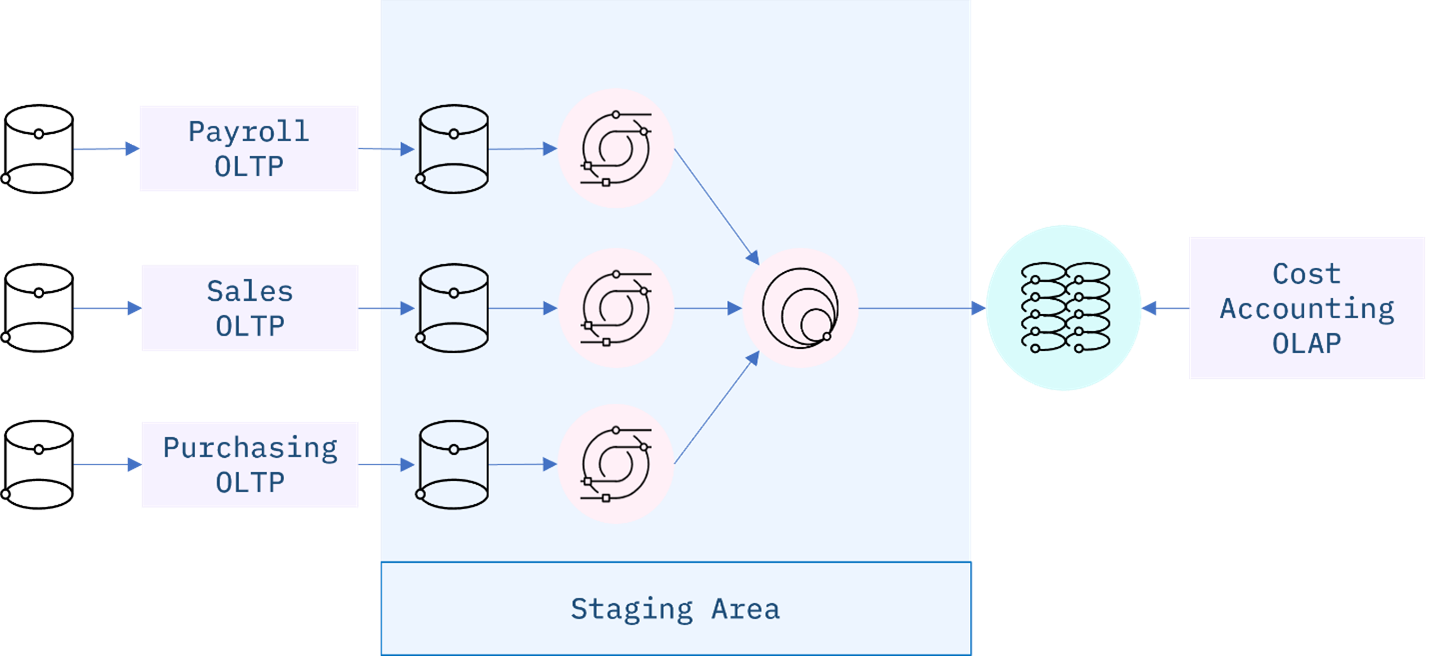 Payroll
OLTP
Sales
OLTP
Purchasing
OLTP
Cost
Accounting
OLAP
Staging Area